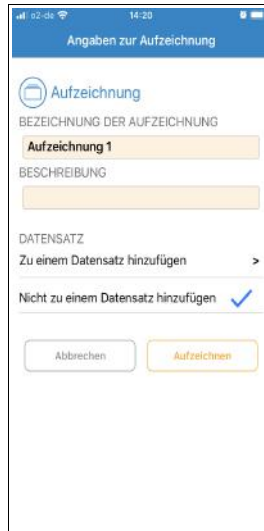 o2-de 14:20
Angaben zur Aufzeichnung
Aufzeichnung
BEZEICHNUNG DER AUFZEICHNUNG
Aufzeichnung 1
BESCHREIBUNG
DATENSATZ
Zu einem Datensatz hinzufügen >
Nicht zu einem Datensatz hinzufügen
Abbrechen Aufzeichnen